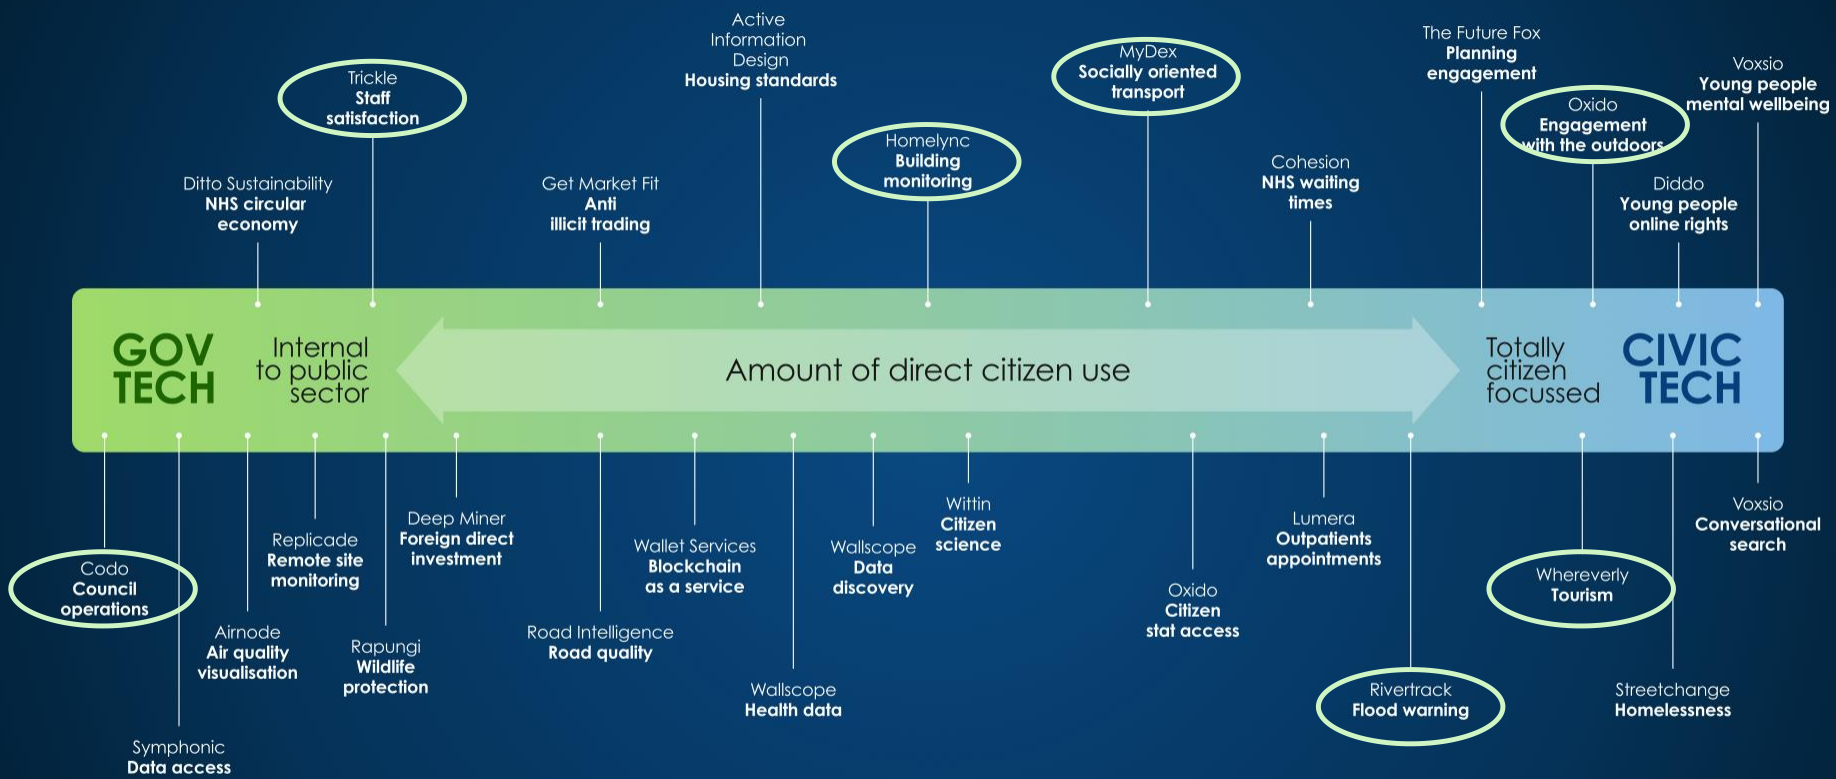 Active
Information
Design
Housing standards
Trickle
Staff
satisfaction
MyDex
Socially oriented
transport
The Future Fox
Planning
engagement
Voxsio
Young people
mental wellbeing
Oxido
Engagement
with the outdoors
Homelync
Building
monitoring
Ditto Sustainability
NHS circular
economy
Get Market Fit
Anti
illicit trading
Cohesion
NHS waiting
times
Diddo
Young people
online rights
GOV
TECH
Internal
to public
sector
Amount of direct citizen use
Totally
citizen
focussed
CIVIC
TECH
Codo
Council
operations
Symphonic
Data access
Airnode
Air quality
visualisation
Replicade
Remote site
monitoring
Rapungi
Wildlife
protection
Deep Miner
Foreign direct
investment
Road Intelligence
Road quality
Wallet Services
Blockchain
as a service
Wallscope
Health data
Wallscope
Data
discovery
Wittin
Citizen
science
Oxido
Citizen
stat access
Lumera
Outpatients
appointments
Rivertrack
Flood warning
Whereverly
Tourism
Streetchange
Homelessness
Voxsio
Conversational
search